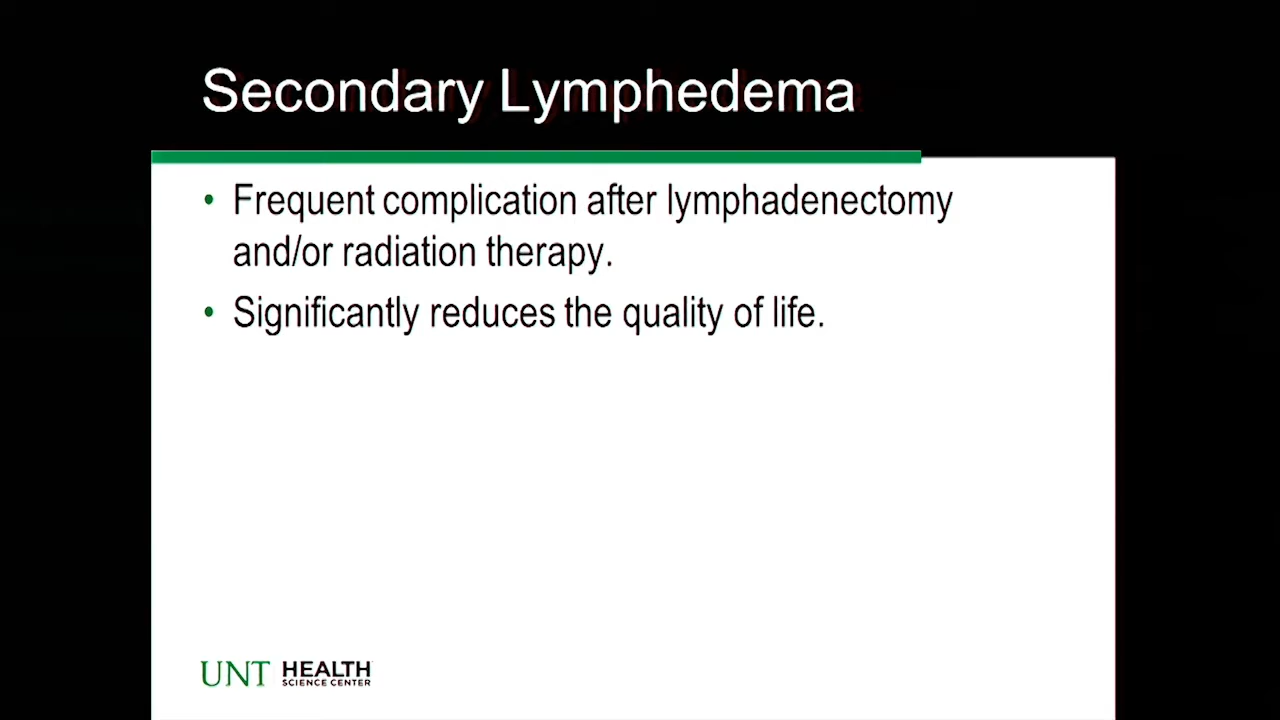 Secondary Lymphedema
• Frequent complication after lymphadenectomy
and/or radiation therapy.
• Significantly reduces the quality of life.
UNT HEALTH
SCIENCE CENTER